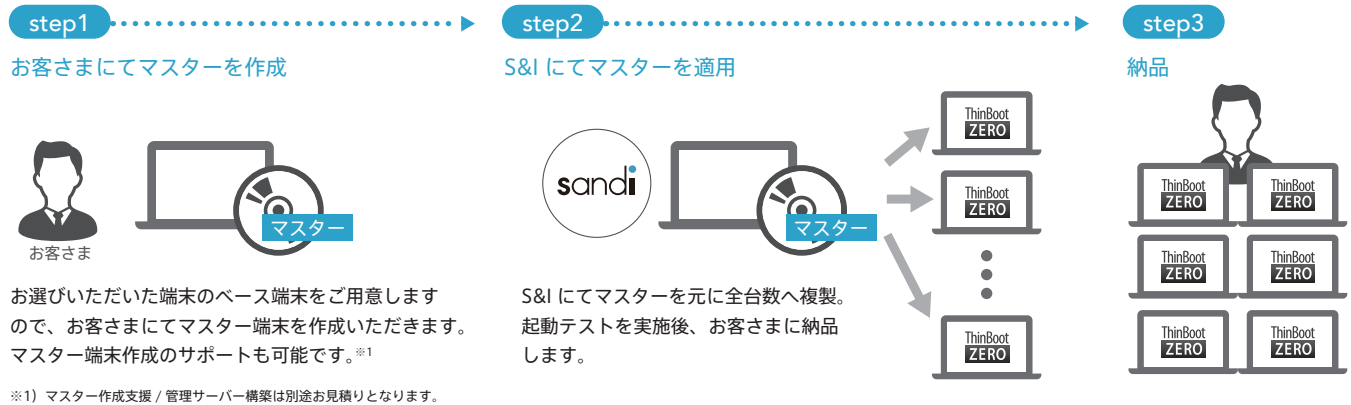 step1
お客さまにてマスターを作成
お客さま
マスター
お選びいただいた端末のベース端末をご用意します
ので、お客さまにてマスター端末を作成いただきます。
マスター端末作成のサポートも可能です。※1
※1）マスター作成支援 / 管理サーバー構築は別途お見積りとなります。
step2
S&I にてマスターを適用
sandi
マスター
ThinBoot
ZERO
ThinBoot
ZERO
ThinBoot
ZERO
S&I にてマスターを元に全台数へ複製。
起動テストを実施後、お客さまに納品
します。
step3
納品
ThinBoot
ZERO
ThinBoot
ZERO
ThinBoot
ZERO
ThinBoot
ZERO
ThinBoot
ZERO
ThinBoot
ZERO